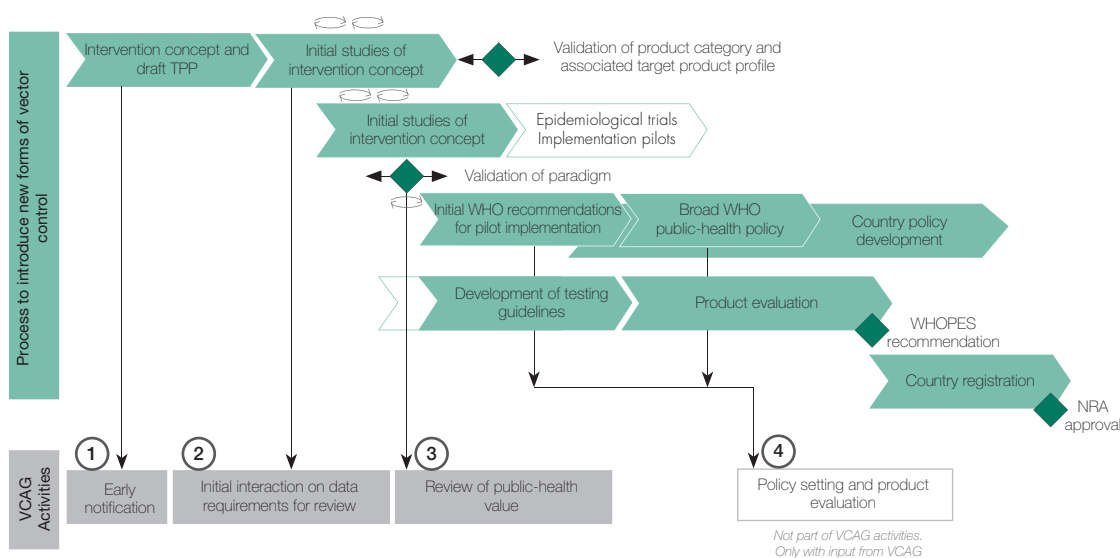 Process to introduce new forms of vector
control
Intervention concept and
draft TPP
Initial studies of
intervention concept
Validation of product category and
associated target product profile
Initial studies of
intervention concept
Epidemiological trials
Implementation pilots
Validation of paradigm
Initial WHO recommendations
for pilot implementation
Broad WHO
public-health policy
Country policy
development
Development of testing
guidelines
Product evaluation
WHOPES
recommendation
Country registration
NRA
approval
VCAG
Activities
1
Early
notification
2
Initial interaction on data
requirements for review
3
Review of public-health
value
4
Policy setting and product
evaluation
Not part of VCAG activities.
Only with input from VCAG